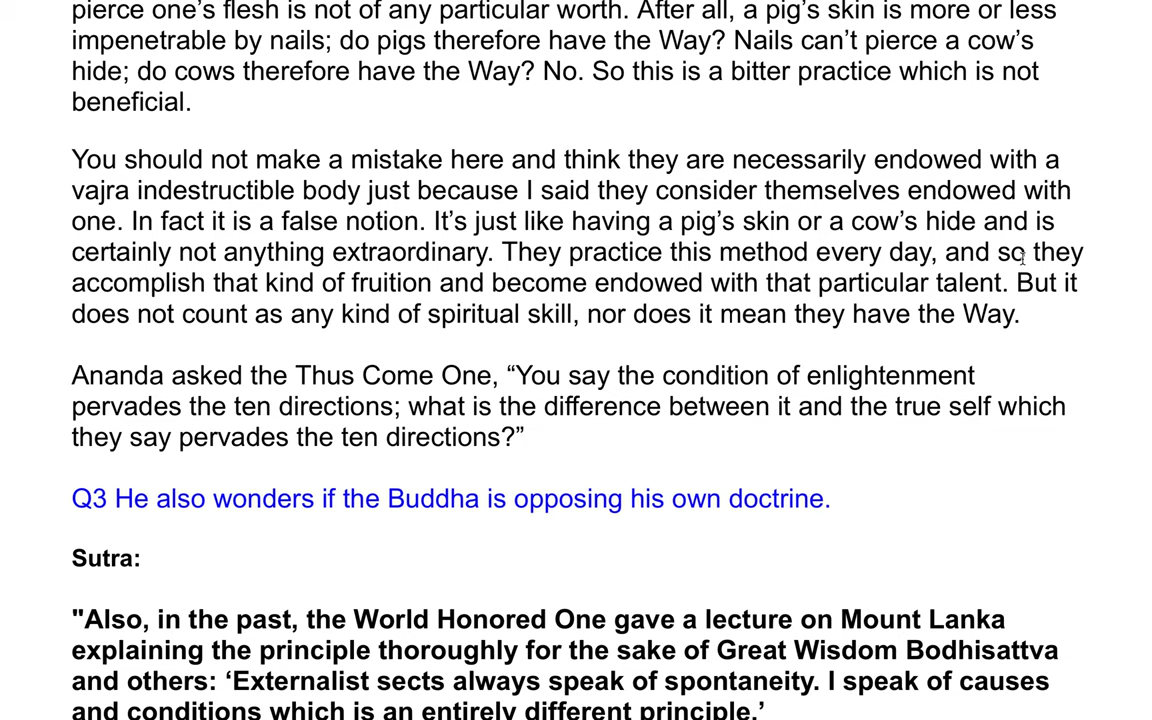 pierce one's flesh is not of any particular worth. After all, a pig's skin is more or less
impenetrable by nails; do pigs therefore have the Way? Nails can't pierce a cow's
hide; do cows therefore have the Way? No. So this is a bitter practice which is not
beneficial.
You should not make a mistake here and think they are necessarily endowed with a
vajra indestructible body just because I said they consider themselves endowed with
one. In fact it is a false notion. It's just like having a pig's skin or a cow's hide and is
certainly not anything extraordinary. They practice this method every day, and so they
accomplish that kind of fruition and become endowed with that particular talent. But it
does not count as any kind of spiritual skill, nor does it mean they have the Way.
Ananda asked the Thus Come One, “You say the condition of enlightenment
pervades the ten directions; what is the difference between it and the true self which
they say pervades the ten directions?”
Q3 He also wonders if the Buddha is opposing his own doctrine.
Sutra:
"Also, in the past, the World Honored One gave a lecture on Mount Lanka
explaining the principle thoroughly for the sake of Great Wisdom Bodhisattva
and others: ‘Externalist sects always speak of spontaneity. I speak of causes
and conditions which is an entirely different principle.’